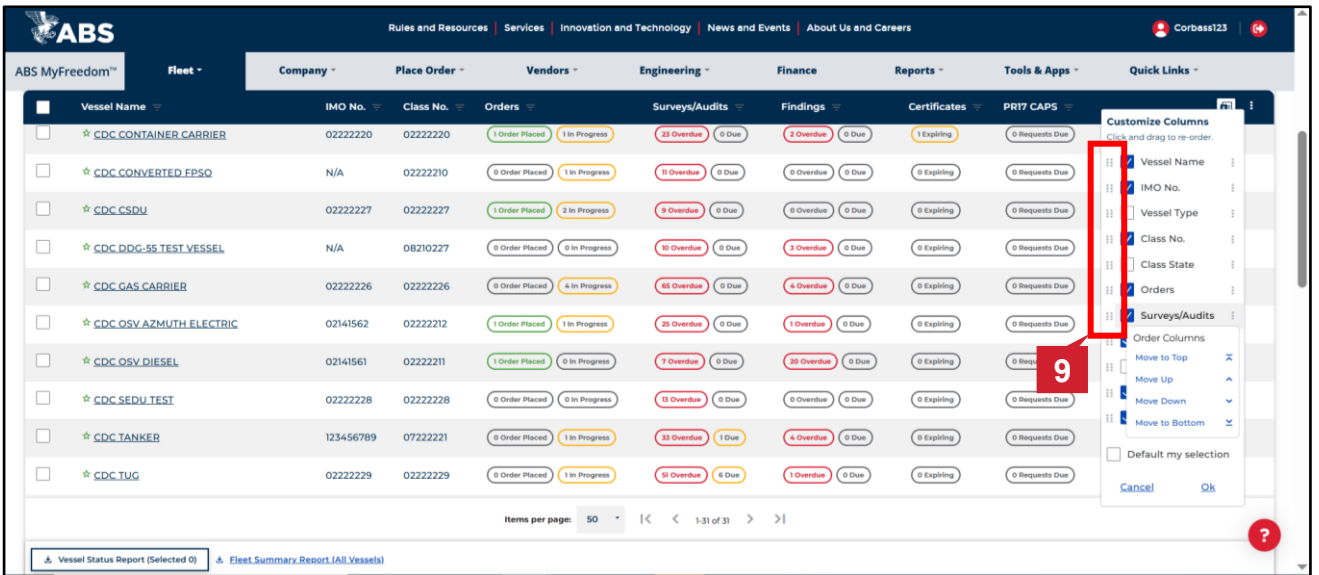 ABS
Rules and Resources | Services | Innovation and Technology | News and Events | About Us and Careers
Corbass123
ABS MyFreedom™ Fleet Company Place Order Vendors Engineering Finance Reports Tools & Apps Quick Links
Vessel Name IMO No. Class No. Orders Surveys/Audits Findings Certificates PR17 CAPS
CDC CONTAINER CARRIER 02222220 02222220 1 Order Placed 1 In Progress 23 Overdue 0 Due 2 Overdue 0 Due 1 Expiring 0 Requests Due
CDC CONVERTED FPSO N/A 02222210 0 Order Placed 1 In Progress 11 Overdue 0 Due 0 Overdue 0 Due 0 Expiring 0 Requests Due
CDC CSDU 02222227 02222227 1 Order Placed 2 In Progress 9 Overdue 0 Due 0 Overdue 0 Due 0 Expiring 0 Requests Due
CDC DDG-55 TEST VESSEL N/A 08210227 0 Order Placed 0 In Progress 10 Overdue 0 Due 3 Overdue 0 Due 0 Expiring 0 Requests Due
CDC GAS CARRIER 02222226 02222226 0 Order Placed 4 In Progress 65 Overdue 0 Due 4 Overdue 0 Due 0 Expiring 0 Requests Due
CDC OSV AZMUTH ELECTRIC 02141562 02222212 1 Order Placed 1 In Progress 25 Overdue 0 Due 1 Overdue 0 Due 0 Expiring 0 Requests Due
CDC OSV DIESEL 02141561 02222211 1 Order Placed 0 In Progress 7 Overdue 0 Due 20 Overdue 0 Due 0 Expiring 0 Requ
CDC SEDU TEST 02222228 02222228 0 Order Placed 0 In Progress 13 Overdue 0 Due 0 Overdue 0 Due 0 Expiring 0 Requests Due
CDC TANKER 123456789 07222221 0 Order Placed 1 In Progress 33 Overdue 1 Due 4 Overdue 0 Due 0 Expiring 0 Requests Due
CDC TUG 02222229 02222229 0 Order Placed 1 In Progress 51 Overdue 6 Due 1 Overdue 0 Due 0 Expiring 0 Requests Due
Customize Columns
Click and drag to re-order.
Vessel Name
IMO No.
Vessel Type
Class No.
Class State
Orders
Surveys/Audits
Order Columns
Move to Top
Move Up
Move Down
Move to Bottom
Default my selection
Cancel Ok
9
Items per page: 50 1-31 of 31
?
Vessel Status Report (Selected 0) Fleet Summary Report (All Vessels)